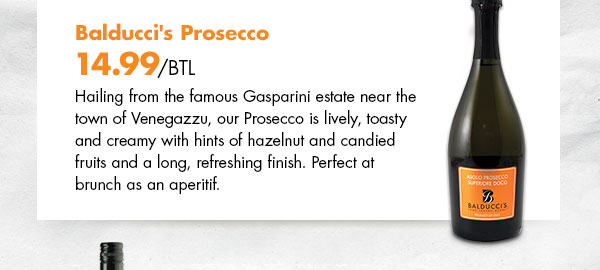 Balducci's Prosecco
14.99/BTL
Hailing from the famous Gasparini estate near the
town of Venegazzu, our Prosecco is lively, toasty
and creamy with hints of hazelnut and candied
fruits and a long, refreshing finish. Perfect at
brunch as an aperitif.
ASOLO PROSECCO
SUPERIORE DOCG
B
BALDUCCI'S